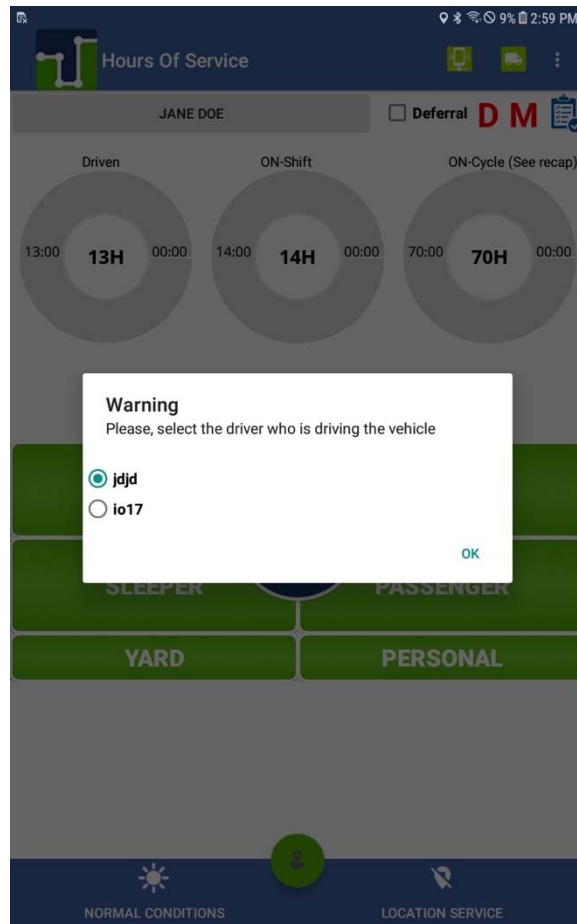 9% 2:59 PM
Hours Of Service
JANE DOE
Deferral D M
Driven ON-Shift ON-Cycle (See recap)
13:00 13H 00:00 14:00 14H 00:00 70:00 70H 00:00
Warning
Please, select the driver who is driving the vehicle
jdjd
io17
OK
SLEEPER PASSENGER
YARD PERSONAL
NORMAL CONDITIONS LOCATION SERVICE